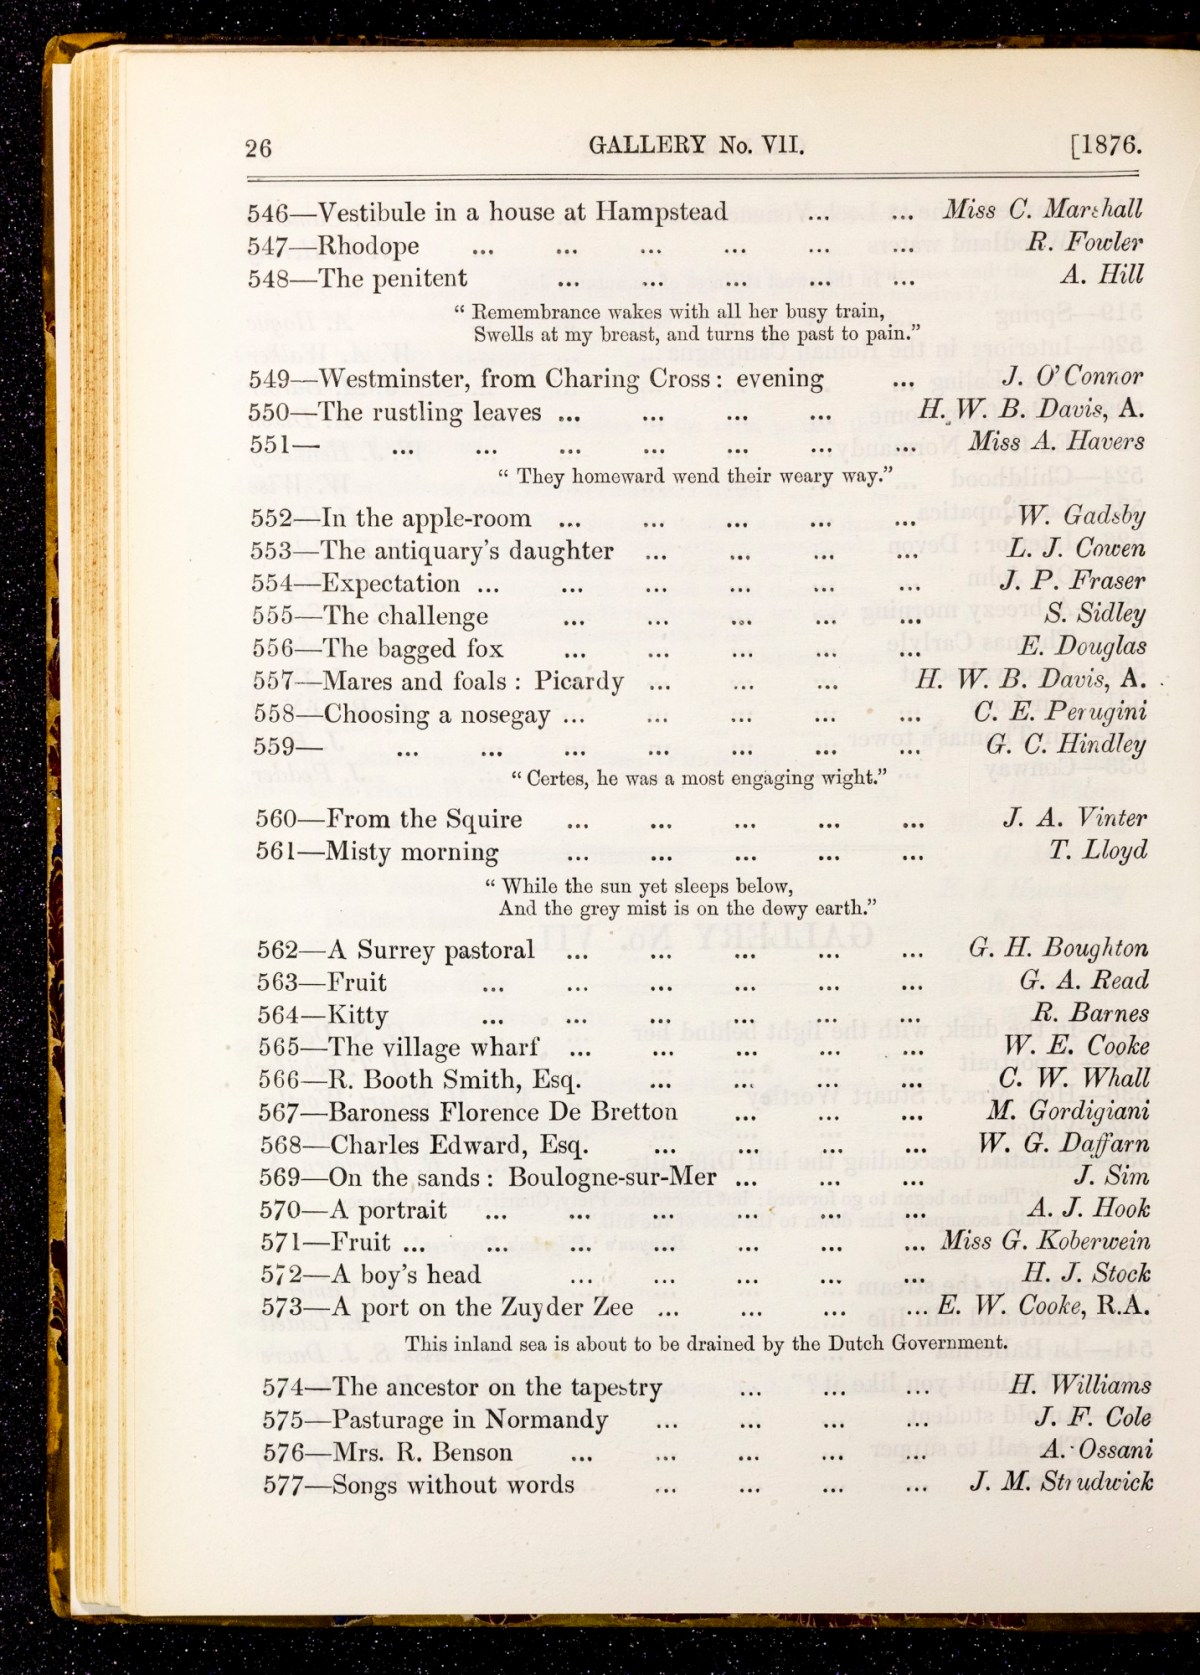 26 GALLERY No. VII. [1876.
546—Vestibule in a house at Hampstead ... ... Miss C. Marshall
547—Rhodope ... ... ... ... ... ... R. Fowler
548—The penitent ... ... ... ... ... A. Hill
“ Remembrance wakes with all her busy train,
Swells at my breast, and turns the past to pain.”
549—Westminster, from Charing Cross : evening ... J. O'Connor
550—The rustling leaves ... ... ... ... H. W. B. Davis, A.
551— ... ... ... ... ... ... ... Miss A. Havers
“ They homeward wend their weary way.”
552—In the apple-room ... ... ... ... ... W. Gadsby
553—The antiquary's daughter ... ... ... ... L. J. Cowen
554—Expectation ... ... ... ... ... ... J. P. Fraser
555—The challenge ... ... ... ... ... S. Sidley
556—The bagged fox ... ... ... ... ... E. Douglas
557—Mares and foals : Picardy ... ... ... H. W. B. Davis, A.
558—Choosing a nosegay ... ... ... ... ... C. E. Perugini
559— ... ... ... ... ... ... ... G. C. Hindley
“ Certes, he was a most engaging wight.”
560—From the Squire ... ... ... ... ... J. A. Vinter
561—Misty morning ... ... ... ... ... T. Lloyd
“ While the sun yet sleeps below,
And the grey mist is on the dewy earth.”
562—A Surrey pastoral ... ... ... ... ... G. H. Boughton
563—Fruit ... ... ... ... ... ... G. A. Read
564—Kitty ... ... ... ... ... ... R. Barnes
565—The village wharf ... ... ... ... ... W. E. Cooke
566—R. Booth Smith, Esq. ... ... ... ... C. W. Whall
567—Baroness Florence De Bretton ... ... ... M. Gordigiani
568—Charles Edward, Esq. ... ... ... ... W. G. Daffarn
569—On the sands : Boulogne-sur-Mer ... ... ... J. Sim
570—A portrait ... ... ... ... ... ... A. J. Hook
571—Fruit ... ... ... ... ... ... ... Miss G. Koberwein
572—A boy's head ... ... ... ... ... H. J. Stock
573—A port on the Zuyder Zee ... ... ... ... E. W. Cooke, R.A.
This inland sea is about to be drained by the Dutch Government.
574—The ancestor on the tapestry ... ... ... H. Williams
575—Pasturage in Normandy ... ... ... ... J. F. Cole
576—Mrs. R. Benson ... ... ... ... ... A. Ossani
577—Songs without words ... ... ... ... J. M. Strudwick